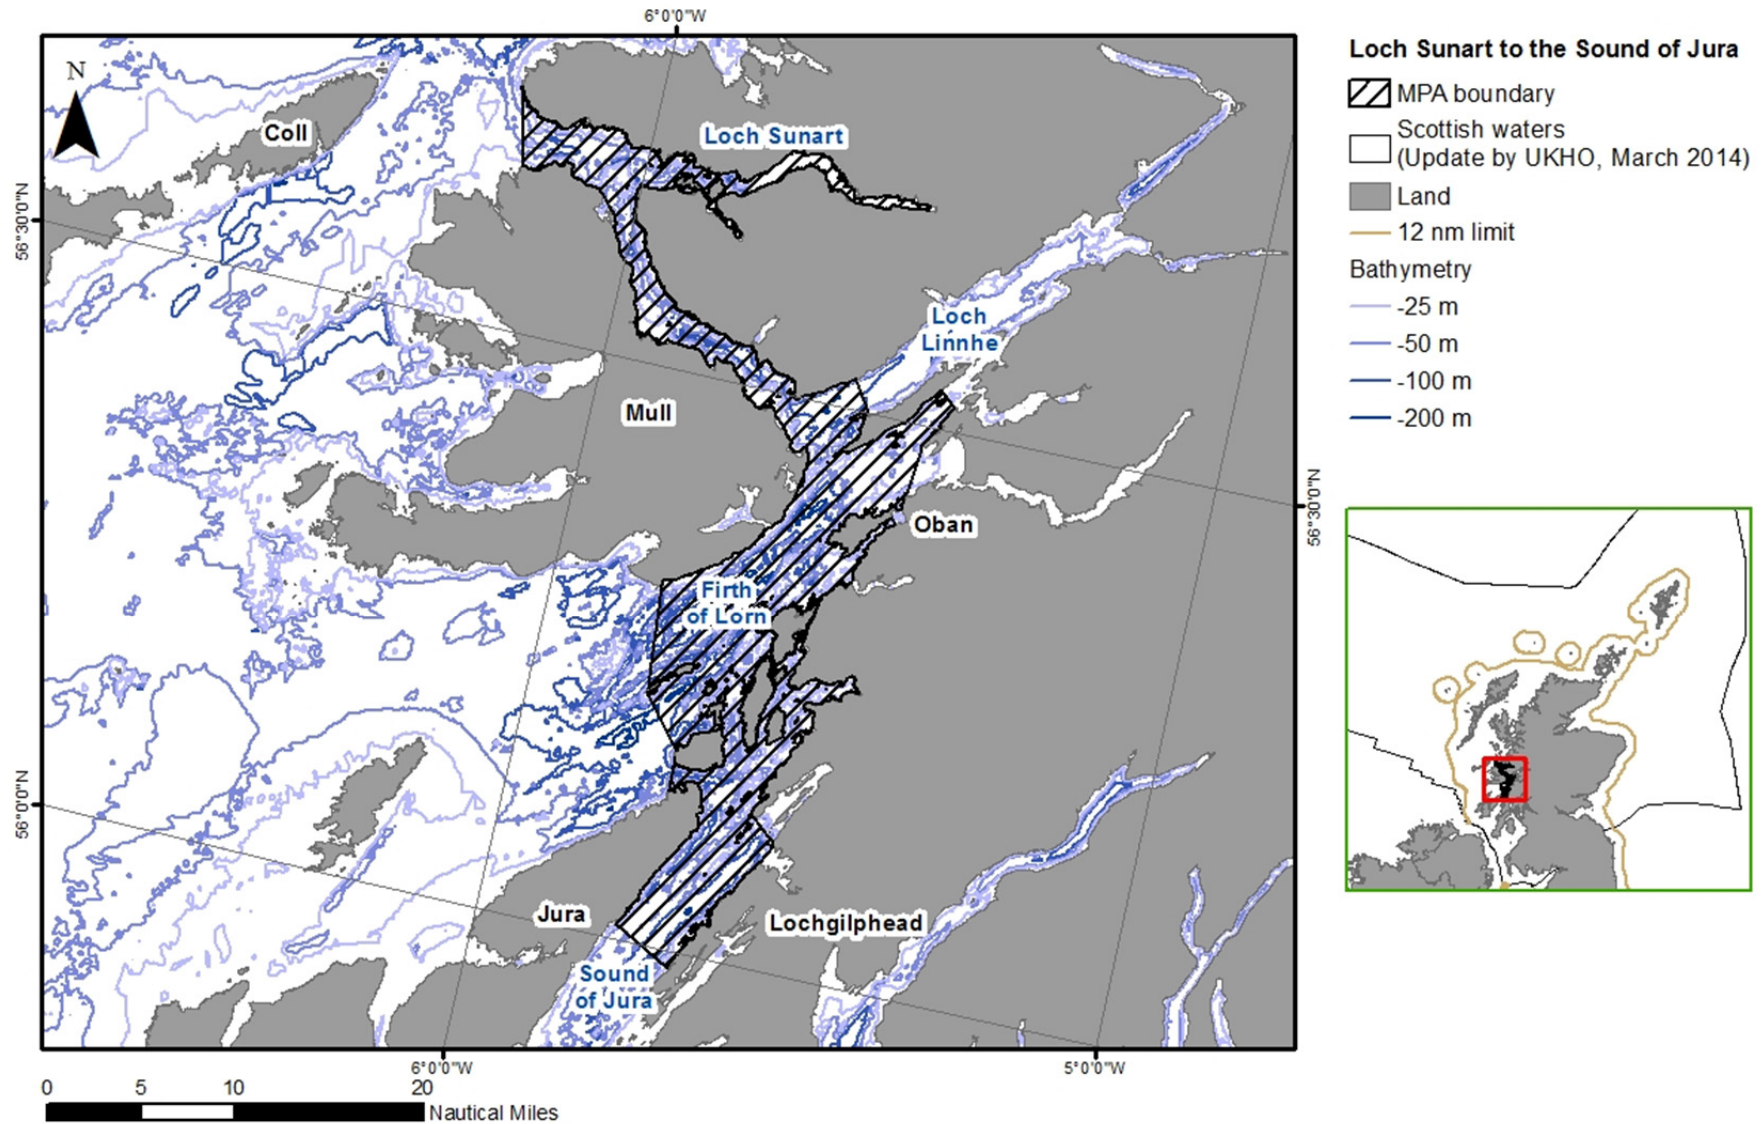 6°0'0"W
N
Coll
Loch Sunart
56°30'0"N
Loch
Linnhe
Mull
56°30'0"N
Oban
Firth
of Lorn
56°0'0"N
Jura
Lochgilphead
Sound
of Jura
6°0'0"W
5°0'0"W
0 5 10 20
Nautical Miles
Loch Sunart to the Sound of Jura
MPA boundary
Scottish waters
(Update by UKHO, March 2014)
Land
12 nm limit
Bathymetry
-25 m
-50 m
-100 m
-200 m